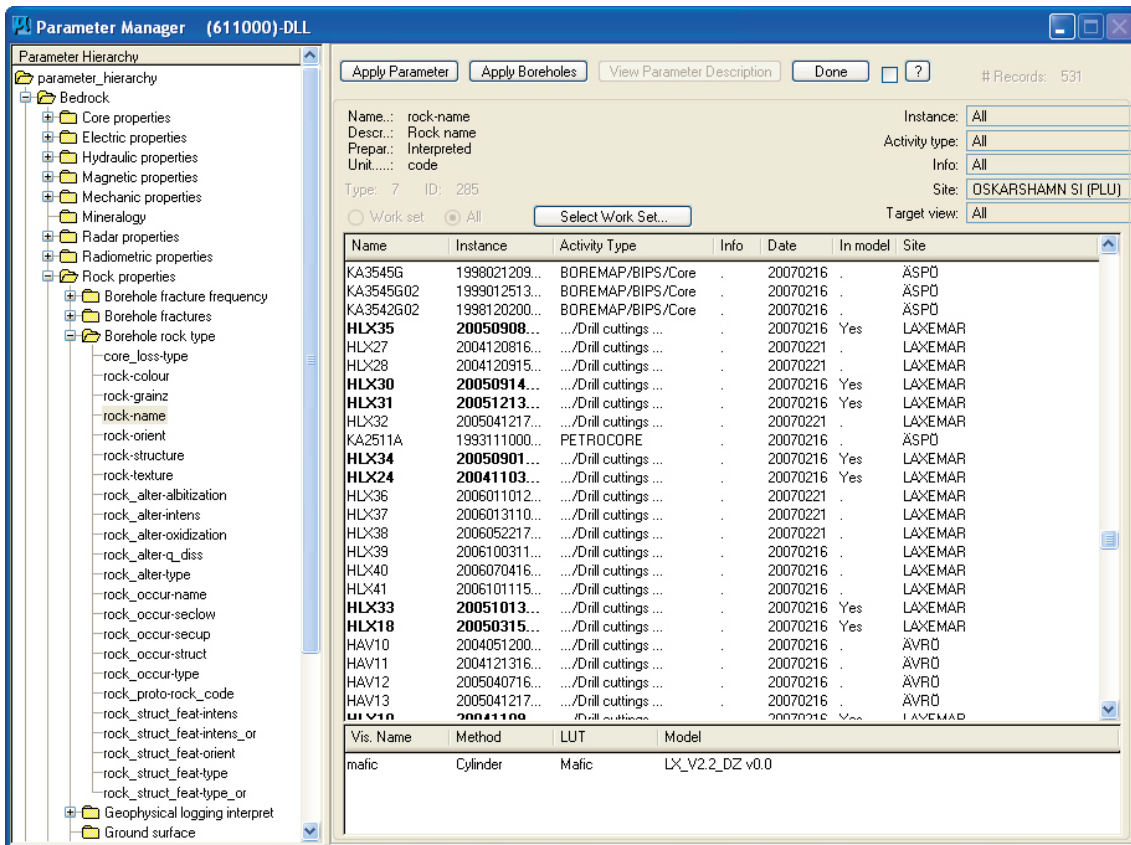 Parameter Manager (611000)-DLL
Parameter Hierarchy
parameter_hierarchy
Bedrock
Core properties
Electric properties
Hydraulic properties
Magnetic properties
Mechanic properties
Mineralogy
Radar properties
Radiometric properties
Rock properties
Borehole fracture frequency
Borehole fractures
Borehole rock type
core_loss-type
rock-colour
rock-grainz
rock-name
rock-orient
rock-structure
rock-texture
rock_alter-albitization
rock_alter-intens
rock_alter-oxidization
rock_alter-q_diss
rock_alter-type
rock_occur-name
rock_occur-seclow
rock_occur-secup
rock_occur-struct
rock_occur-type
rock_proto-rock_code
rock_struct_feat-intens
rock_struct_feat-intens_or
rock_struct_feat-orient
rock_struct_feat-type
rock_struct_feat-type_or
Geophysical logging interpret
Ground surface
Apply Parameter Apply Boreholes View Parameter Description Done ? # Records: 531
Name..: rock-name Instance: All
Descr..: Rock name Activity type: All
Prepar.: Interpreted Info: All
Unit.....: code
Type: 7 ID: 285 Site: OSKARSHAMN SI (PLU)
Work set All Select Work Set... Target view: All
Name Instance Activity Type Info Date In model Site
KA3545G 1998021209... BOREMAP/BIPS/Core . 20070216 . ÄSPÖ
KA3545G02 1999012513... BOREMAP/BIPS/Core . 20070216 . ÄSPÖ
KA3542G02 1998120200... BOREMAP/BIPS/Core . 20070216 . ÄSPÖ
HLX35 20050908... .../Drill cuttings ... . 20070216 Yes LAXEMAR
HLX27 2004120816... .../Drill cuttings ... . 20070221 . LAXEMAR
HLX28 2004120915... .../Drill cuttings ... . 20070221 . LAXEMAR
HLX30 20050914... .../Drill cuttings ... . 20070216 Yes LAXEMAR
HLX31 20051213... .../Drill cuttings ... . 20070216 Yes LAXEMAR
HLX32 2005041217... .../Drill cuttings ... . 20070221 . LAXEMAR
KA2511A 1993111000... PETROCORE . 20070216 . ÄSPÖ
HLX34 20050901... .../Drill cuttings ... . 20070216 Yes LAXEMAR
HLX24 20041103... .../Drill cuttings ... . 20070216 Yes LAXEMAR
HLX36 2006011012... .../Drill cuttings ... . 20070221 . LAXEMAR
HLX37 2006013110... .../Drill cuttings ... . 20070221 . LAXEMAR
HLX38 2006052217... .../Drill cuttings ... . 20070221 . LAXEMAR
HLX39 2006100311... .../Drill cuttings ... . 20070216 . LAXEMAR
HLX40 2006070416... .../Drill cuttings ... . 20070216 . LAXEMAR
HLX41 2006101115... .../Drill cuttings ... . 20070216 . LAXEMAR
HLX33 20051013... .../Drill cuttings ... . 20070216 Yes LAXEMAR
HLX18 20050315... .../Drill cuttings ... . 20070216 Yes LAXEMAR
HAV10 2004051200... .../Drill cuttings ... . 20070216 . ÄVRÖ
HAV11 2004121316... .../Drill cuttings ... . 20070216 . ÄVRÖ
HAV12 2005040716... .../Drill cuttings ... . 20070216 . ÄVRÖ
HAV13 2005041217... .../Drill cuttings ... . 20070216 . ÄVRÖ
HLX10 20041109... .../Drill cuttings ... . 20070216 Yes LAXEMAR
Vis. Name Method LUT Model
mafic Cylinder Mafic LX_V2.2_DZ v0.0